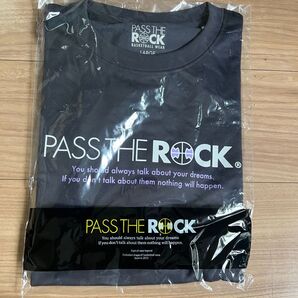 PASS THE
ROCK
BASKETBALL WEAR
LARGE
PASS THE ROCK®
You should always talk about your dreams.
If you don't talk about them nothing will happen.
PASS THE ROCK
You should always talk about your dreams
If you don't talk about them nothing will happen.